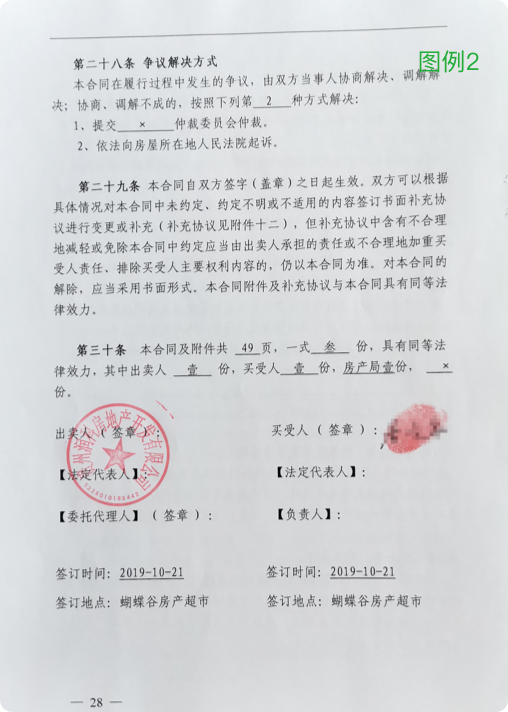 图例2
第二十八条 争议解决方式
本合同在履行过程中发生的争议，由双方当事人协商解决、调解解
决；协商、调解不成的，按照下列第 2 种方式解决：
1、提交 × 仲裁委员会仲裁。
2、依法向房屋所在地人民法院起诉。
第二十九条 本合同自双方签字（盖章）之日起生效。双方可以根据
具体情况对本合同中未约定、约定不明或不适用的内容签订书面补充协
议进行变更或补充（补充协议见附件十二），但补充协议中含有不合理
地减轻或免除本合同中约定应当由出卖人承担的责任或不合理地加重买
受人责任、排除买受人主要权利内容的，仍以本合同为准。对本合同的
解除，应当采用书面形式。本合同附件及补充协议与本合同具有同等法
律效力。
第三十条 本合同及附件共 49 页，一式 叁 份，具有同等法
律效力，其中出卖人 壹 份，买受人 壹 份，房产局壹份， ×
份。
出卖人（签章）：
买受人（签章）：
房地产开发有限公司
【法定代表人】：
【法定代表人】：
【委托代理人】（签章）：
【负责人】：
签订时间：2019-10-21
签订时间：2019-10-21
签订地点：蝴蝶谷房产超市
签订地点：蝴蝶谷房产超市
— 28 —